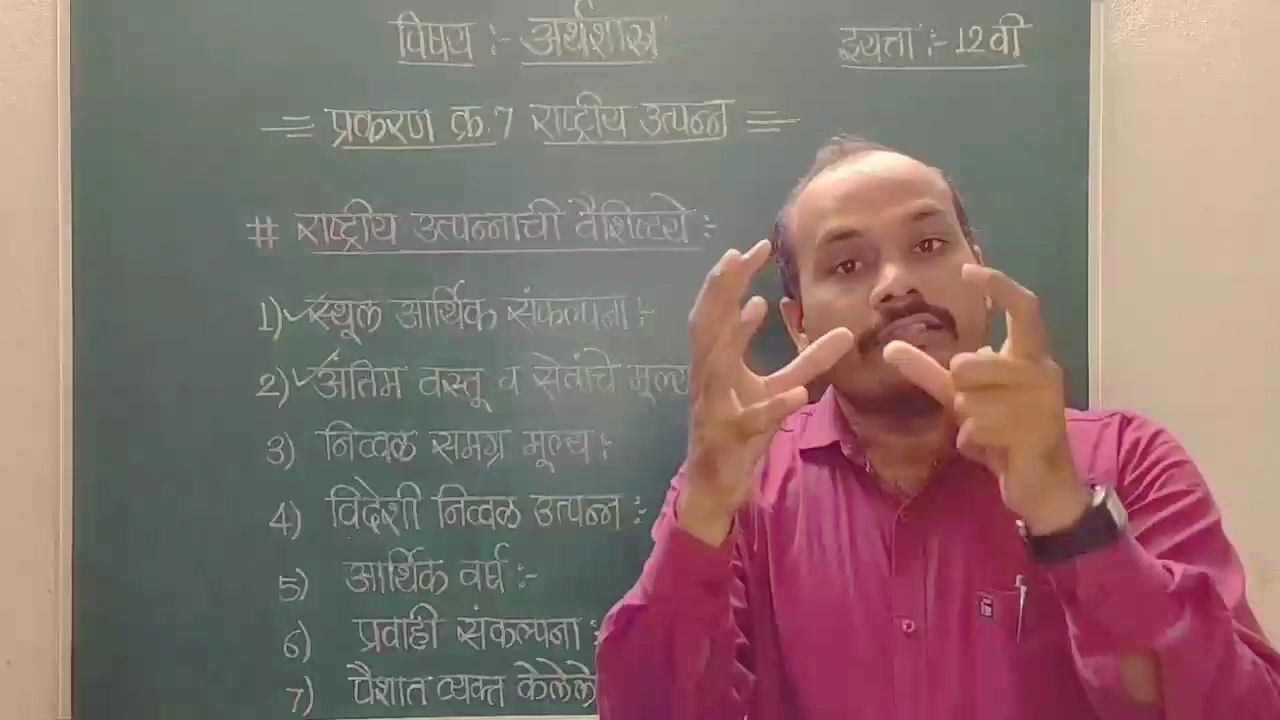 विषय :- अर्थशास्त्र
इयत्ता :- 12 वी
= प्रकरण क्र. 7 राष्ट्रीय उत्पन्न =
# राष्ट्रीय उत्पन्नाची वैशिष्ट्ये :-
1) ✓ स्थूल आर्थिक संकल्पना :-
2) ✓ अंतिम वस्तू व सेवांचे मूल्य
3) निव्वळ समग्र मूल्य :-
4) विदेशी निव्वळ उत्पन्न :-
5) आर्थिक वर्ष :-
6) प्रवाही संकल्पना :-
7) पैशात व्यक्त केलेले